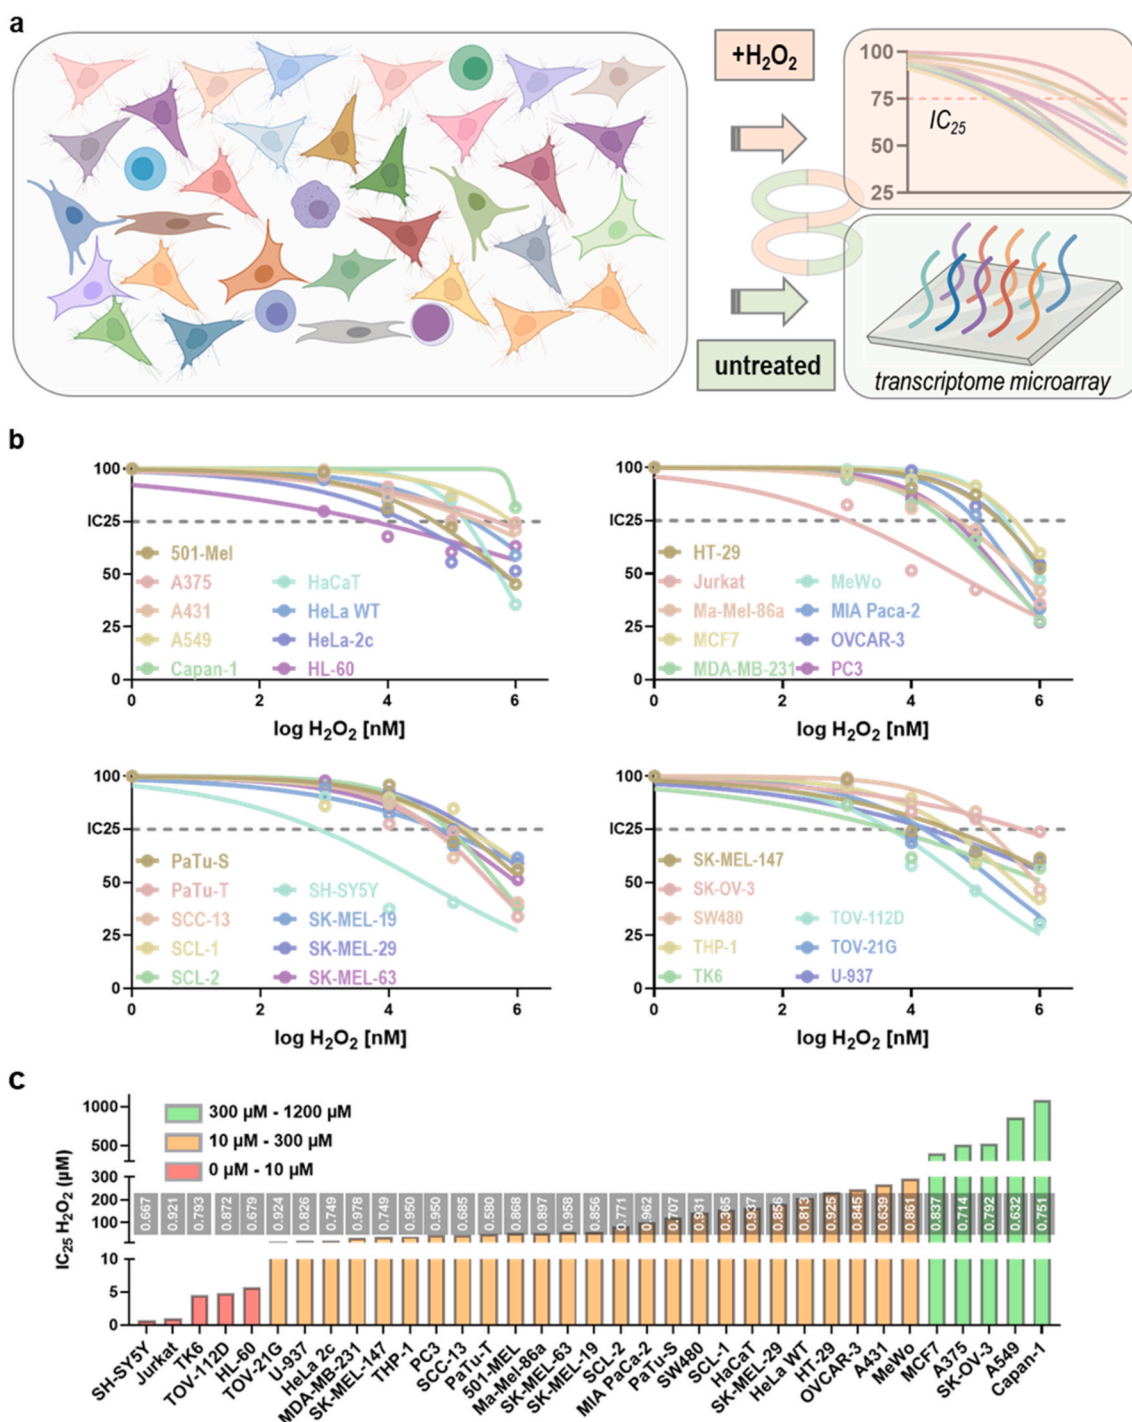 a
+H₂O₂
100
75
IC₂₅
50
25
untreated
transcriptome microarray
b
100
IC25
50
25
0
501-Mel
A375
A431
A549
Capan-1
HaCaT
HeLa WT
HeLa-2c
HL-60
0 2 4 6
log H₂O₂ [nM]
100
IC25
50
25
0
HT-29
Jurkat
Ma-Mel-86a
MCF7
MDA-MB-231
MeWo
MIA Paca-2
OVCAR-3
PC3
0 2 4 6
log H₂O₂ [nM]
100
IC25
50
25
0
PaTu-S
PaTu-T
SCC-13
SCL-1
SCL-2
SH-SY5Y
SK-MEL-19
SK-MEL-29
SK-MEL-63
0 2 4 6
log H₂O₂ [nM]
100
IC25
50
25
0
SK-MEL-147
SK-OV-3
SW480
THP-1
TK6
TOV-112D
TOV-21G
U-937
0 2 4 6
log H₂O₂ [nM]
c
IC₂₅ H₂O₂ (µM)
1000
500
300
200
100
10
5
0
300 µM - 1200 µM
10 µM - 300 µM
0 µM - 10 µM
0.667
0.921
0.793
0.872
0.679
0.924
0.826
0.749
0.978
0.749
0.950
0.950
0.685
0.580
0.868
0.897
0.958
0.856
0.771
0.962
0.707
0.931
0.365
0.937
0.856
0.813
0.925
0.845
0.639
0.861
0.837
0.714
0.792
0.632
0.751
SH-SY5Y
Jurkat
TK6
TOV-112D
HL-60
TOV-21G
U-937
HeLa 2c
MDA-MB-231
SK-MEL-147
THP-1
PC3
SCC-13
PaTu-T
501-MEL
Ma-Mel-86a
SK-MEL-63
SK-MEL-19
SCL-2
MIA PaCa-2
PaTu-S
SW480
SCL-1
HaCaT
SK-MEL-29
HeLa WT
HT-29
OVCAR-3
A431
MeWo
MCF7
A375
SK-OV-3
A549
Capan-1